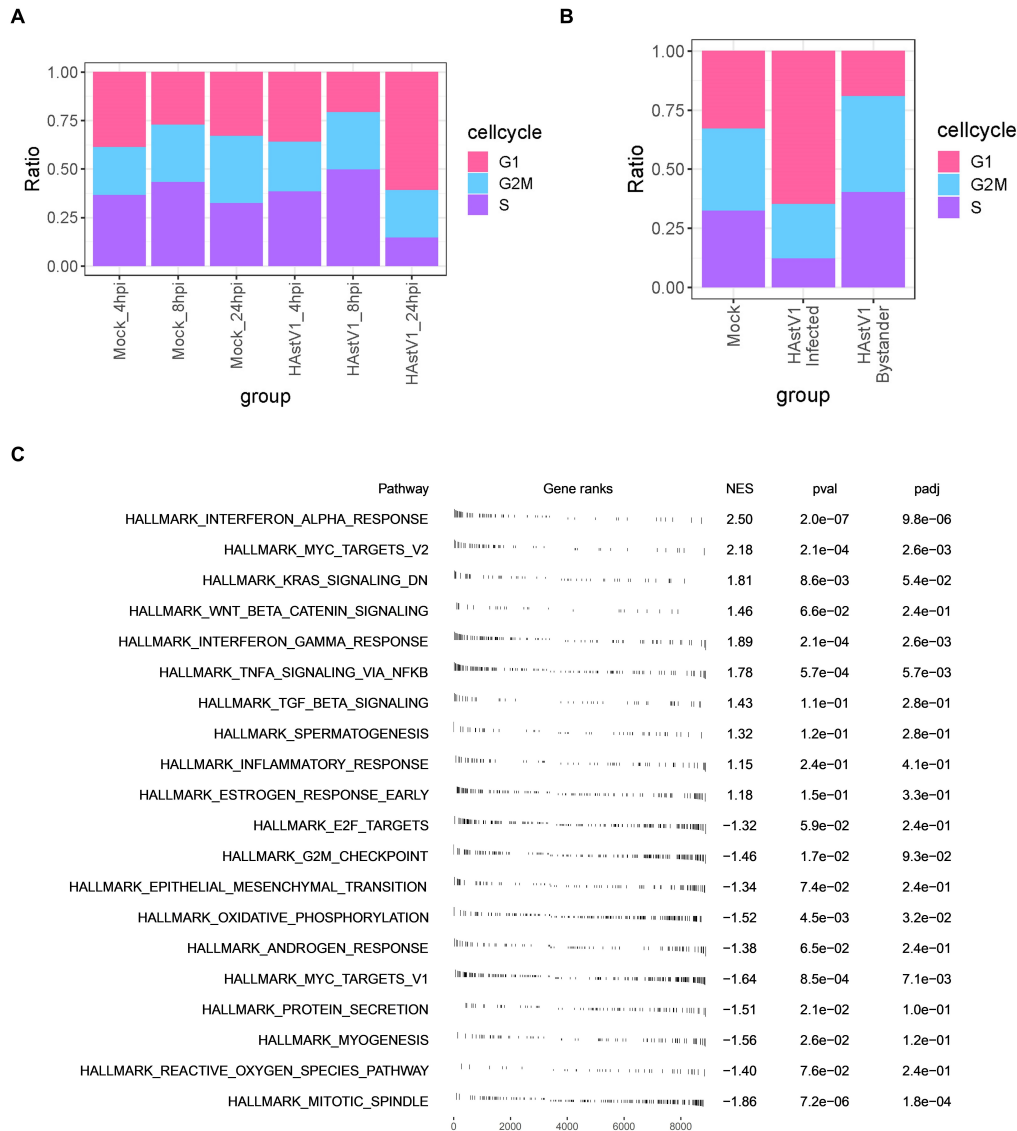 A
1.00
0.75
0.50
0.25
0.00
Ratio
Mock_4hpi
Mock_8hpi
Mock_24hpi
HAstV1_4hpi
HAstV1_8hpi
HAstV1_24hpi
group
cellcycle
G1
G2M
S
B
1.00
0.75
0.50
0.25
0.00
Ratio
Mock
HAstV1
Infected
HAstV1
Bystander
group
cellcycle
G1
G2M
S
C
Pathway Gene ranks NES pval padj
HALLMARK_INTERFERON_ALPHA_RESPONSE 2.50 2.0e−07 9.8e−06
HALLMARK_MYC_TARGETS_V2 2.18 2.1e−04 2.6e−03
HALLMARK_KRAS_SIGNALING_DN 1.81 8.6e−03 5.4e−02
HALLMARK_WNT_BETA_CATENIN_SIGNALING 1.46 6.6e−02 2.4e−01
HALLMARK_INTERFERON_GAMMA_RESPONSE 1.89 2.1e−04 2.6e−03
HALLMARK_TNFA_SIGNALING_VIA_NFKB 1.78 5.7e−04 5.7e−03
HALLMARK_TGF_BETA_SIGNALING 1.43 1.1e−01 2.8e−01
HALLMARK_SPERMATOGENESIS 1.32 1.2e−01 2.8e−01
HALLMARK_INFLAMMATORY_RESPONSE 1.15 2.4e−01 4.1e−01
HALLMARK_ESTROGEN_RESPONSE_EARLY 1.18 1.5e−01 3.3e−01
HALLMARK_E2F_TARGETS −1.32 5.9e−02 2.4e−01
HALLMARK_G2M_CHECKPOINT −1.46 1.7e−02 9.3e−02
HALLMARK_EPITHELIAL_MESENCHYMAL_TRANSITION −1.34 7.4e−02 2.4e−01
HALLMARK_OXIDATIVE_PHOSPHORYLATION −1.52 4.5e−03 3.2e−02
HALLMARK_ANDROGEN_RESPONSE −1.38 6.5e−02 2.4e−01
HALLMARK_MYC_TARGETS_V1 −1.64 8.5e−04 7.1e−03
HALLMARK_PROTEIN_SECRETION −1.51 2.1e−02 1.0e−01
HALLMARK_MYOGENESIS −1.56 2.6e−02 1.2e−01
HALLMARK_REACTIVE_OXYGEN_SPECIES_PATHWAY −1.40 7.6e−02 2.4e−01
HALLMARK_MITOTIC_SPINDLE −1.86 7.2e−06 1.8e−04
0 2000 4000 6000 8000